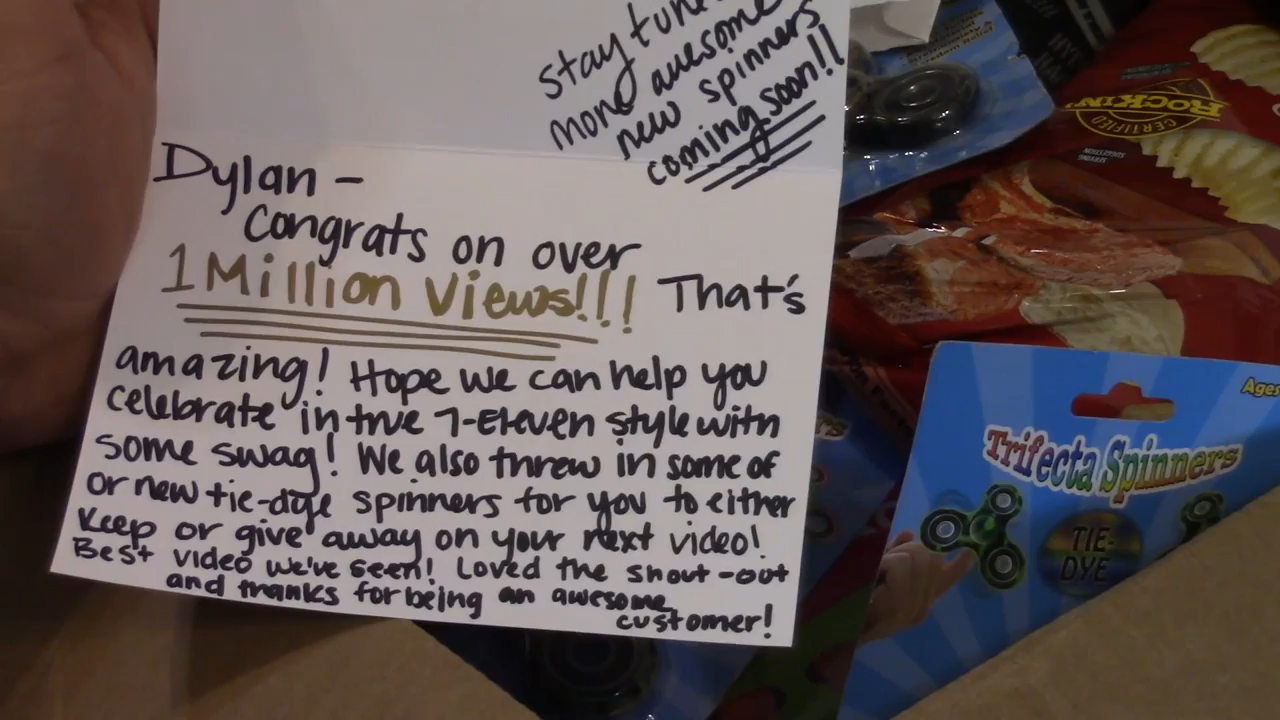 stay tuned
more awesome
new spinners
coming soon!!
Dylan -
Congrats on over
1 Million Views!!! That's
amazing! Hope we can help you
celebrate in true 7-Eleven style with
some swag! We also threw in some of
or new tie-dye spinners for you to either
keep or give away on your next video!
Best video we've seen! Loved the shout-out
and thanks for being an awesome
customer!
CERTIFIED
ROCKIN'
Ages
Trifecta Spinners
TIE-
DYE